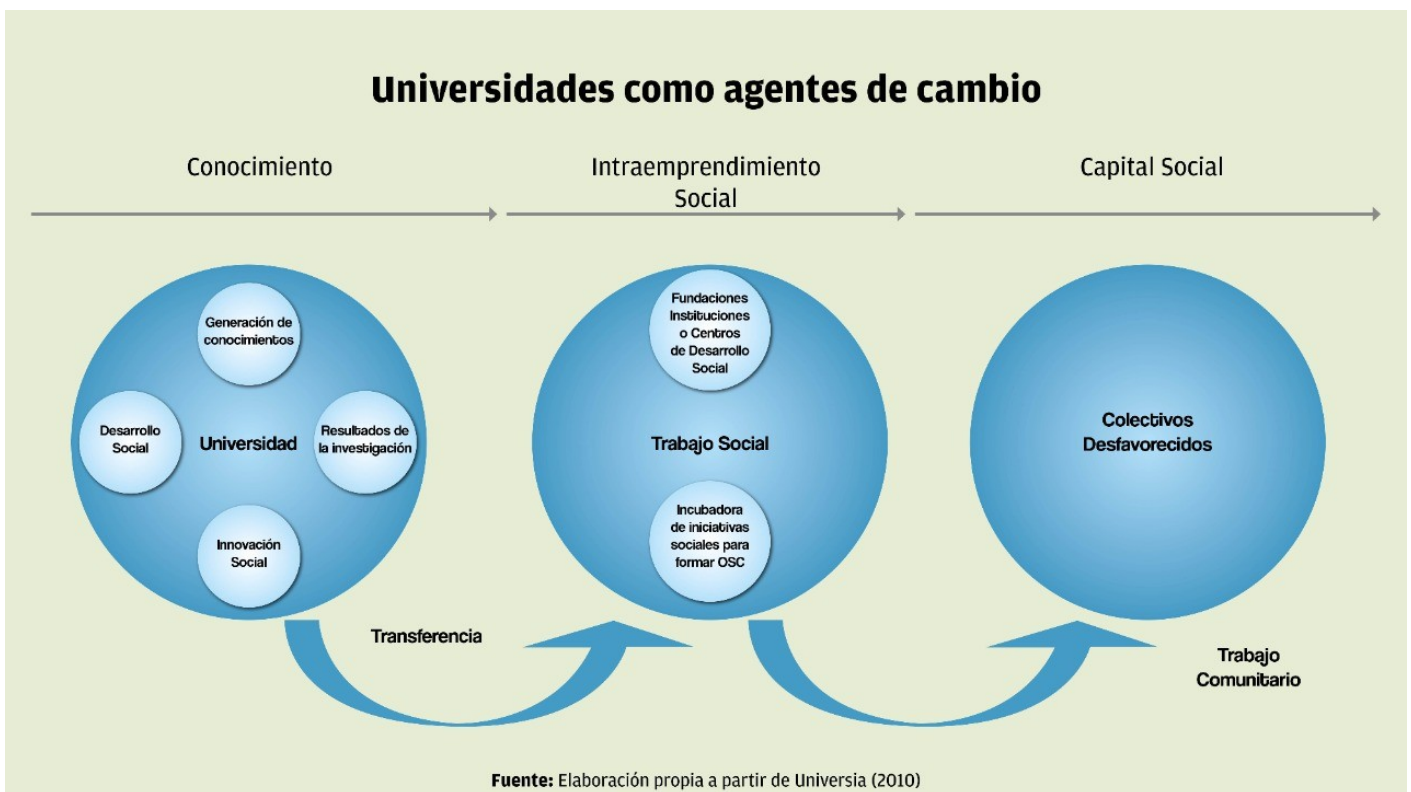 Universidades como agentes de cambio
Conocimiento
Intraemprendimiento
Social
Capital Social
Generación de
conocimientos
Desarrollo
Social
Universidad
Resultados de
la investigación
Innovación
Social
Fundaciones
Instituciones
o Centros
de Desarrollo
Social
Trabajo Social
Incubadora
de iniciativas
sociales para
formar OSC
Colectivos
Desfavorecidos
Transferencia
Trabajo
Comunitario
Fuente: Elaboración propia a partir de Universia (2010)